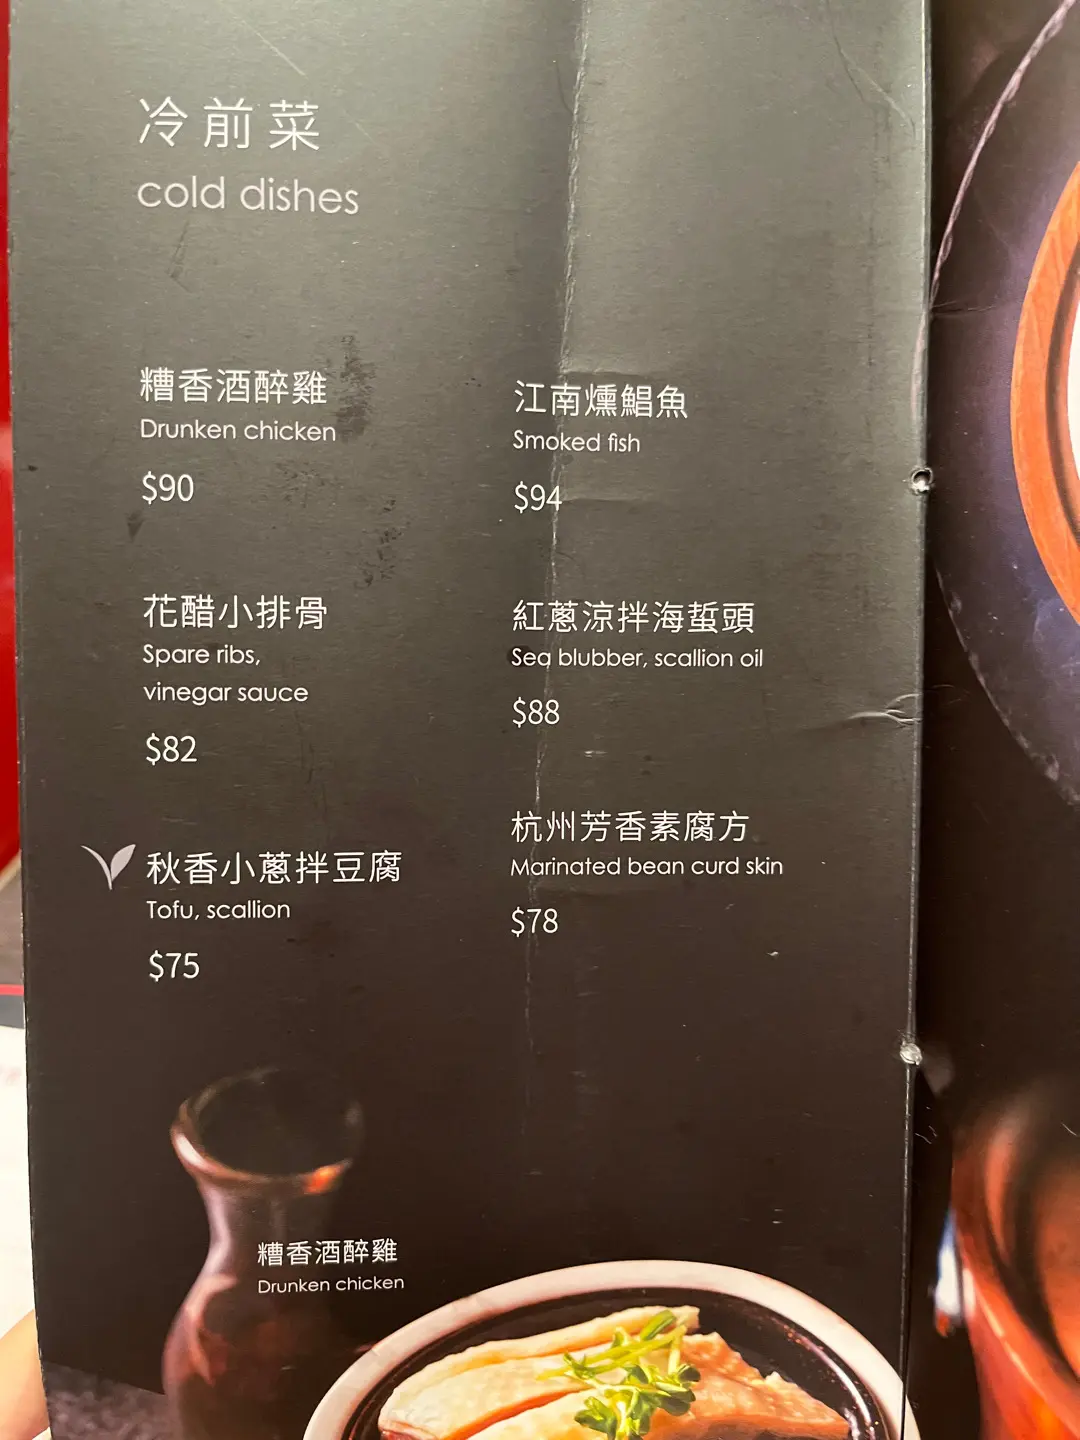 冷前菜
cold dishes
糟香酒醉雞
Drunken chicken
$90
花醋小排骨
Spare ribs,
vinegar sauce
$82
秋香小蔥拌豆腐
Tofu, scallion
$75
江南燻鯧魚
Smoked fish
$94
紅蔥涼拌海蜇頭
Sea blubber, scallion oil
$88
杭州芳香素腐方
Marinated bean curd skin
$78
糟香酒醉雞
Drunken chicken